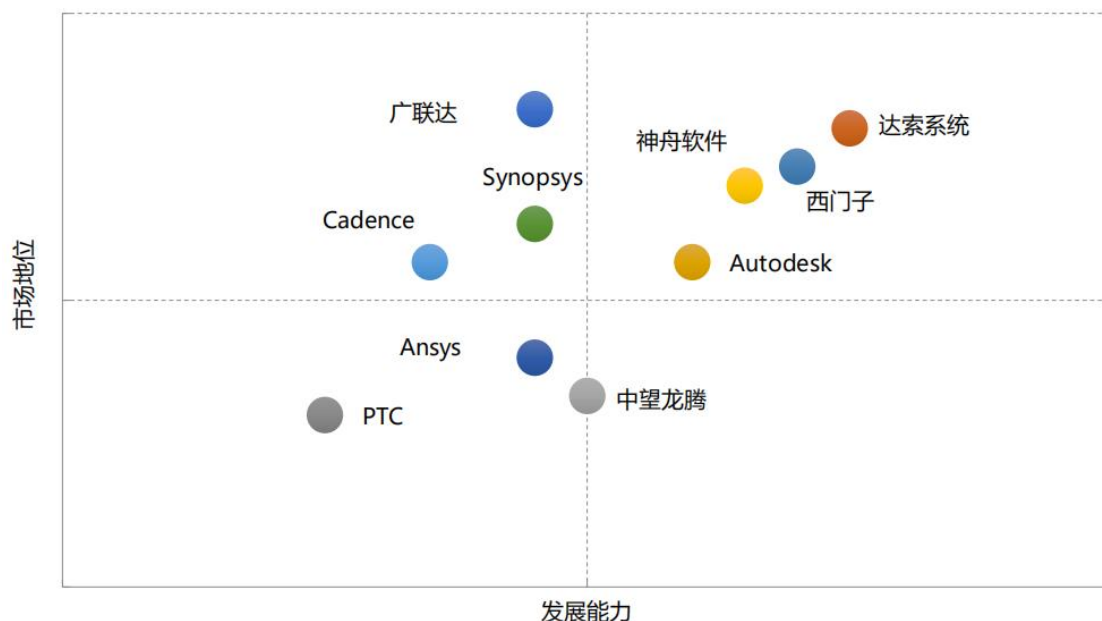 广联达
达索系统
神舟软件
Synopsys
西门子
Cadence
Autodesk
市场地位
Ansys
中望龙腾
PTC
发展能力